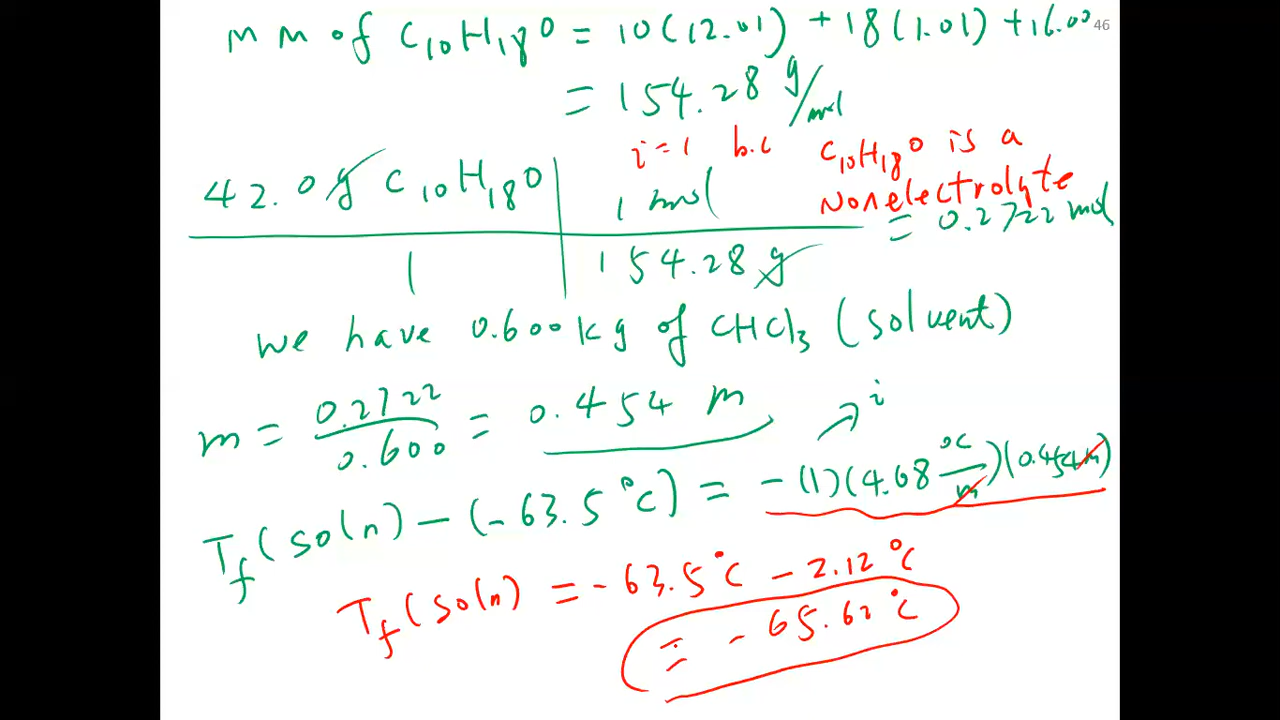 mm of C₁₀H₁₈O = 10(12.01) + 18(1.01) + 16.00 46
= 154.28 g/mol
i = 1 b.c C₁₀H₁₈O is a
Nonelectrolyte
42.0 g C₁₀H₁₈O | 1 mol = 0.2722 mol
1 | 154.28 g
we have 0.600 kg of CHCl₃ (solvent)
m = 0.2722/0.600 = 0.454 m
i
Tf(soln) - (-63.5°C) = -(1)(4.68 °C/m)(0.454m)
Tf(soln) = -63.5°C - 2.12°C
= -65.62°C